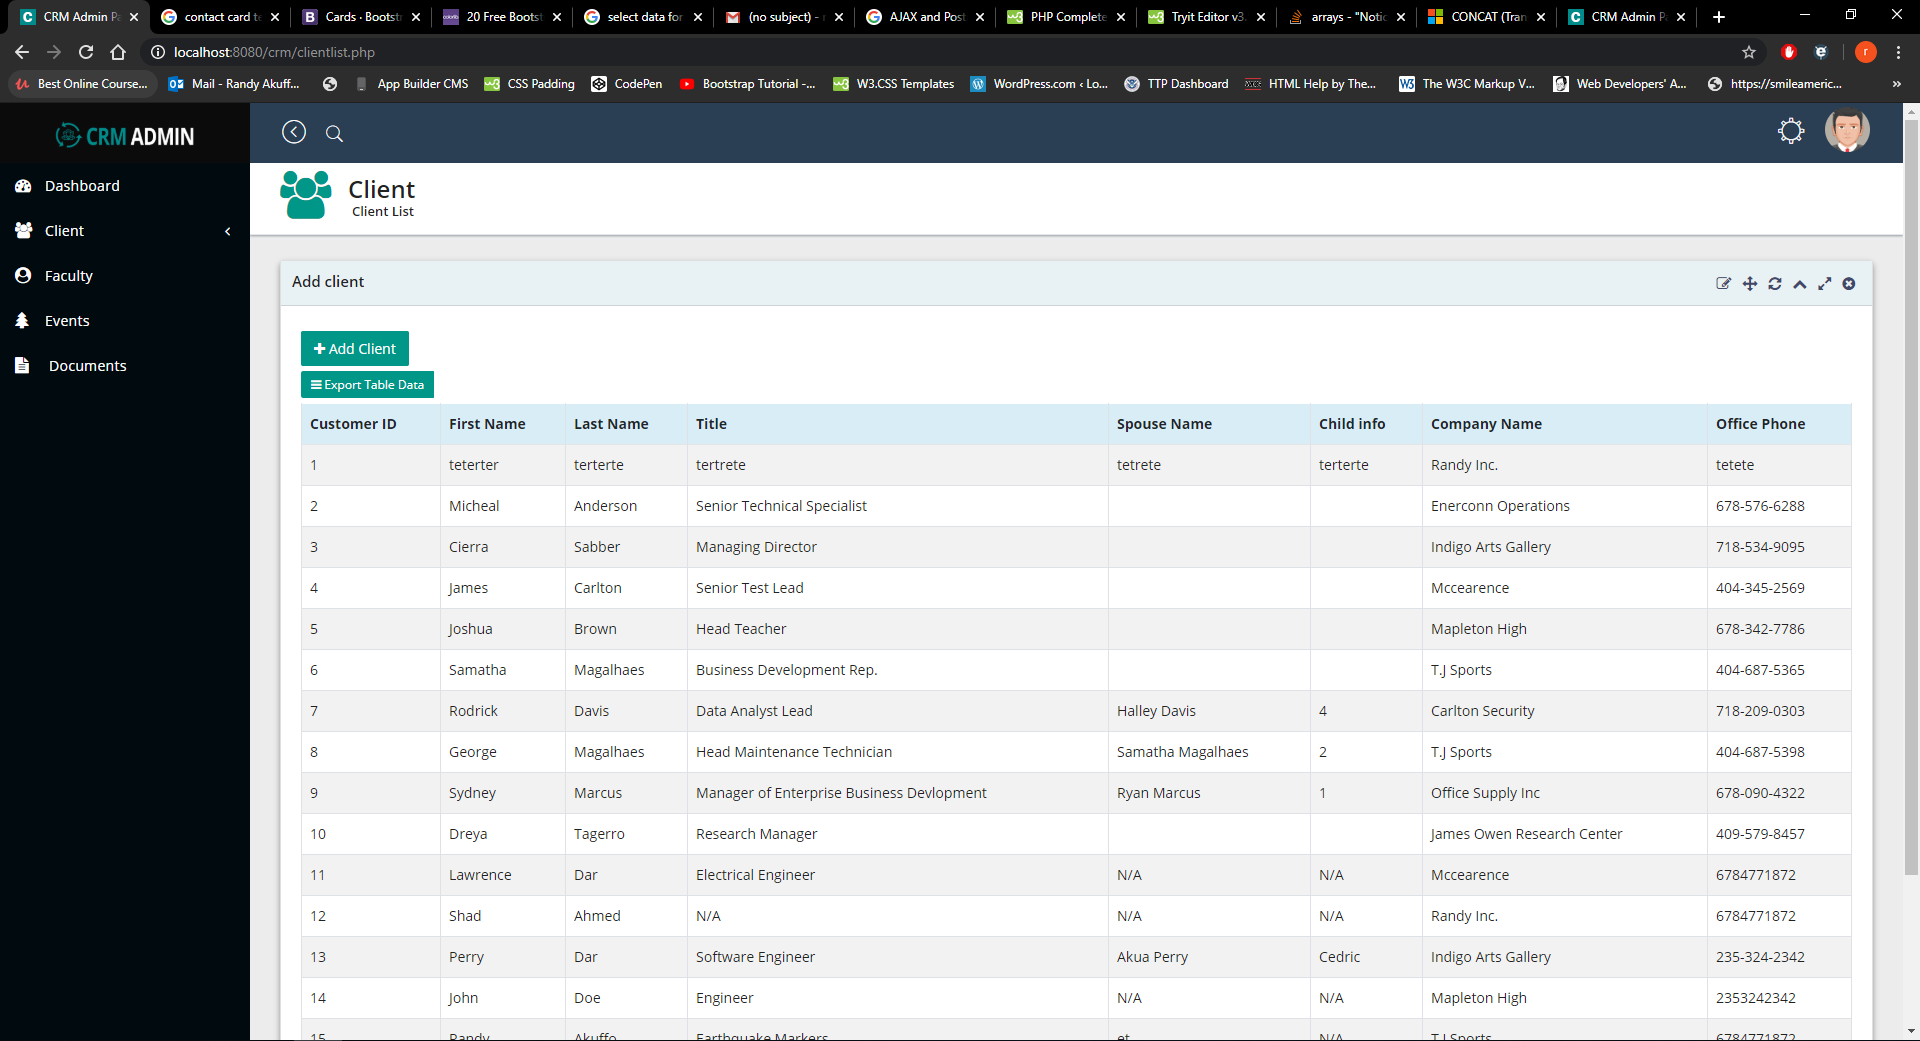 CRM Admin Pa
contact card te
Cards · Bootstr
20 Free Bootst
select data for
(no subject) - r
AJAX and Post
PHP Complete
Tryit Editor v3.
arrays - "Notic
CONCAT (Tran
CRM Admin Pa
localhost:8080/crm/clientlist.php
r
Best Online Course...
Mail - Randy Akuff...
App Builder CMS
CSS Padding
CodePen
Bootstrap Tutorial -...
W3.CSS Templates
WordPress.com ‹ Lo...
TTP Dashboard
HTML Help by The...
The W3C Markup V...
Web Developers' A...
https://smileameric...
»
CRM ADMIN
Dashboard
Client
Faculty
Events
Documents
Client
Client List
Add client
Add Client
Export Table Data
Customer ID First Name Last Name Title Spouse Name Child info Company Name Office Phone
1 teterter terterte tertrete tetrete terterte Randy Inc. tetete
2 Micheal Anderson Senior Technical Specialist Enerconn Operations 678-576-6288
3 Cierra Sabber Managing Director Indigo Arts Gallery 718-534-9095
4 James Carlton Senior Test Lead Mccearence 404-345-2569
5 Joshua Brown Head Teacher Mapleton High 678-342-7786
6 Samatha Magalhaes Business Development Rep. T.J Sports 404-687-5365
7 Rodrick Davis Data Analyst Lead Halley Davis 4 Carlton Security 718-209-0303
8 George Magalhaes Head Maintenance Technician Samatha Magalhaes 2 T.J Sports 404-687-5398
9 Sydney Marcus Manager of Enterprise Business Devlopment Ryan Marcus 1 Office Supply Inc 678-090-4322
10 Dreya Tagerro Research Manager James Owen Research Center 409-579-8457
11 Lawrence Dar Electrical Engineer N/A N/A Mccearence 6784771872
12 Shad Ahmed N/A N/A N/A Randy Inc. 6784771872
13 Perry Dar Software Engineer Akua Perry Cedric Indigo Arts Gallery 235-324-2342
14 John Doe Engineer N/A N/A Mapleton High 2353242342
15 Randy Akuffo Earthquake Markers et N/A T.J Sports 6784771872